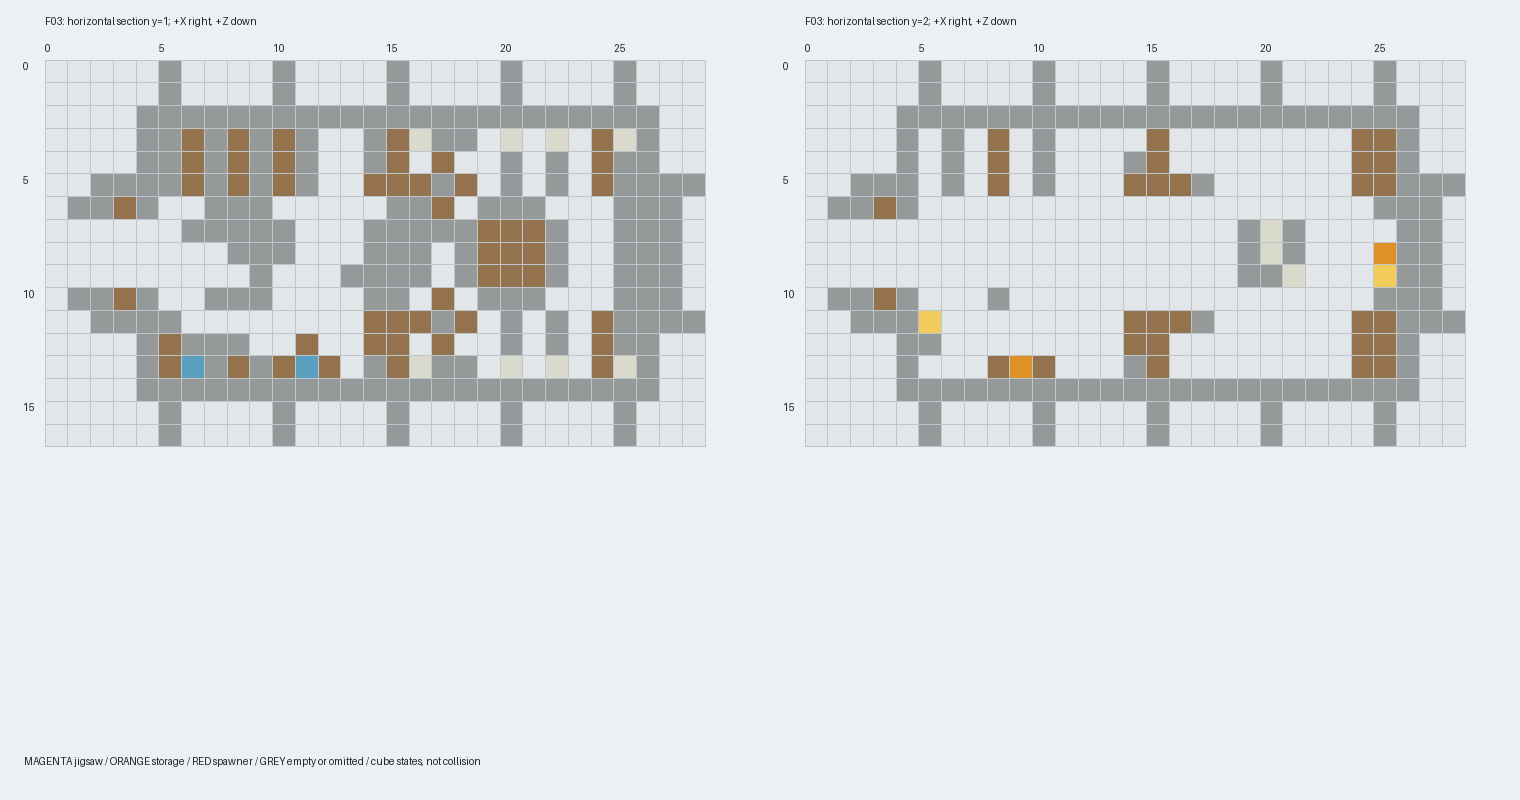 F03: horizontal section y=1; +X right, +Z down
F03: horizontal section y=2; +X right, +Z down
0 5 10 15 20 25
0 5 10 15 20 25
0
5
10
15
0
5
10
15
MAGENTA jigsaw / ORANGE storage / RED spawner / GREY empty or omitted / cube states, not collision